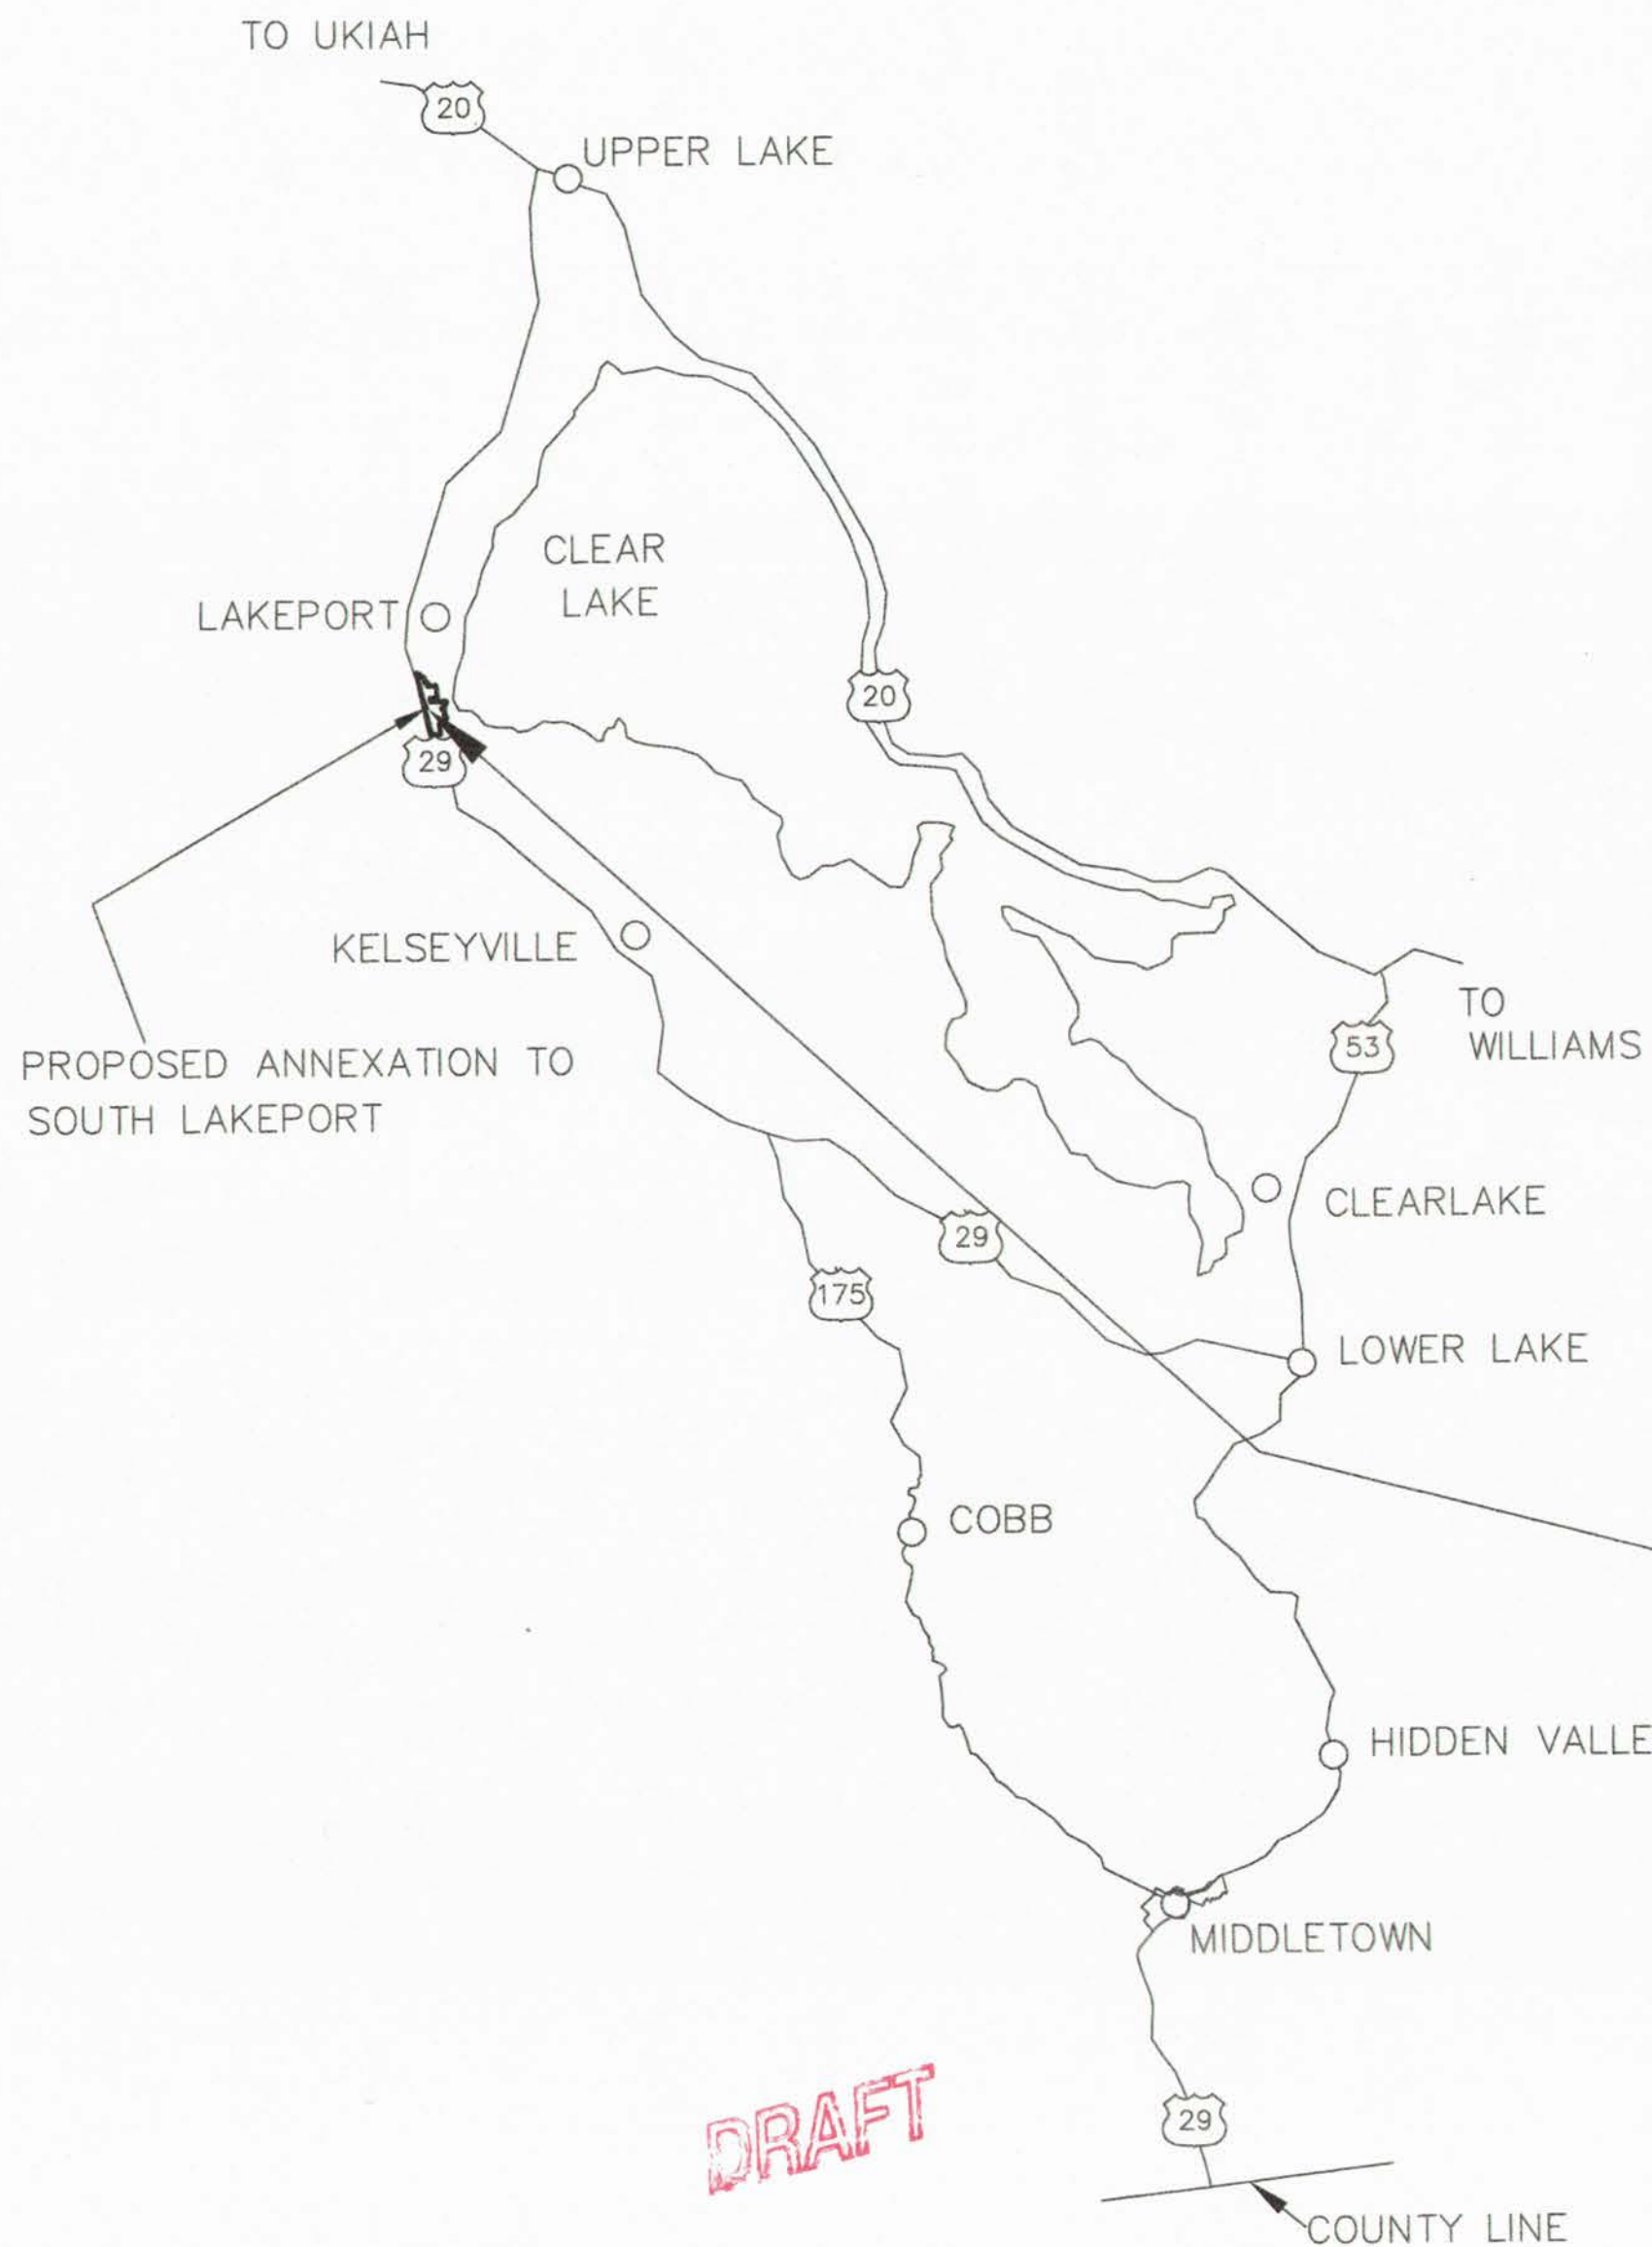 TO UKIAH
20
UPPER LAKE
CLEAR
LAKE
LAKEPORT
20
29
KELSEYVILLE
TO
WILLIAMS
53
PROPOSED ANNEXATION TO
SOUTH LAKEPORT
CLEARLAKE
29
175
LOWER LAKE
COBB
HIDDEN VALLE
MIDDLETOWN
DRAFT
29
COUNTY LINE